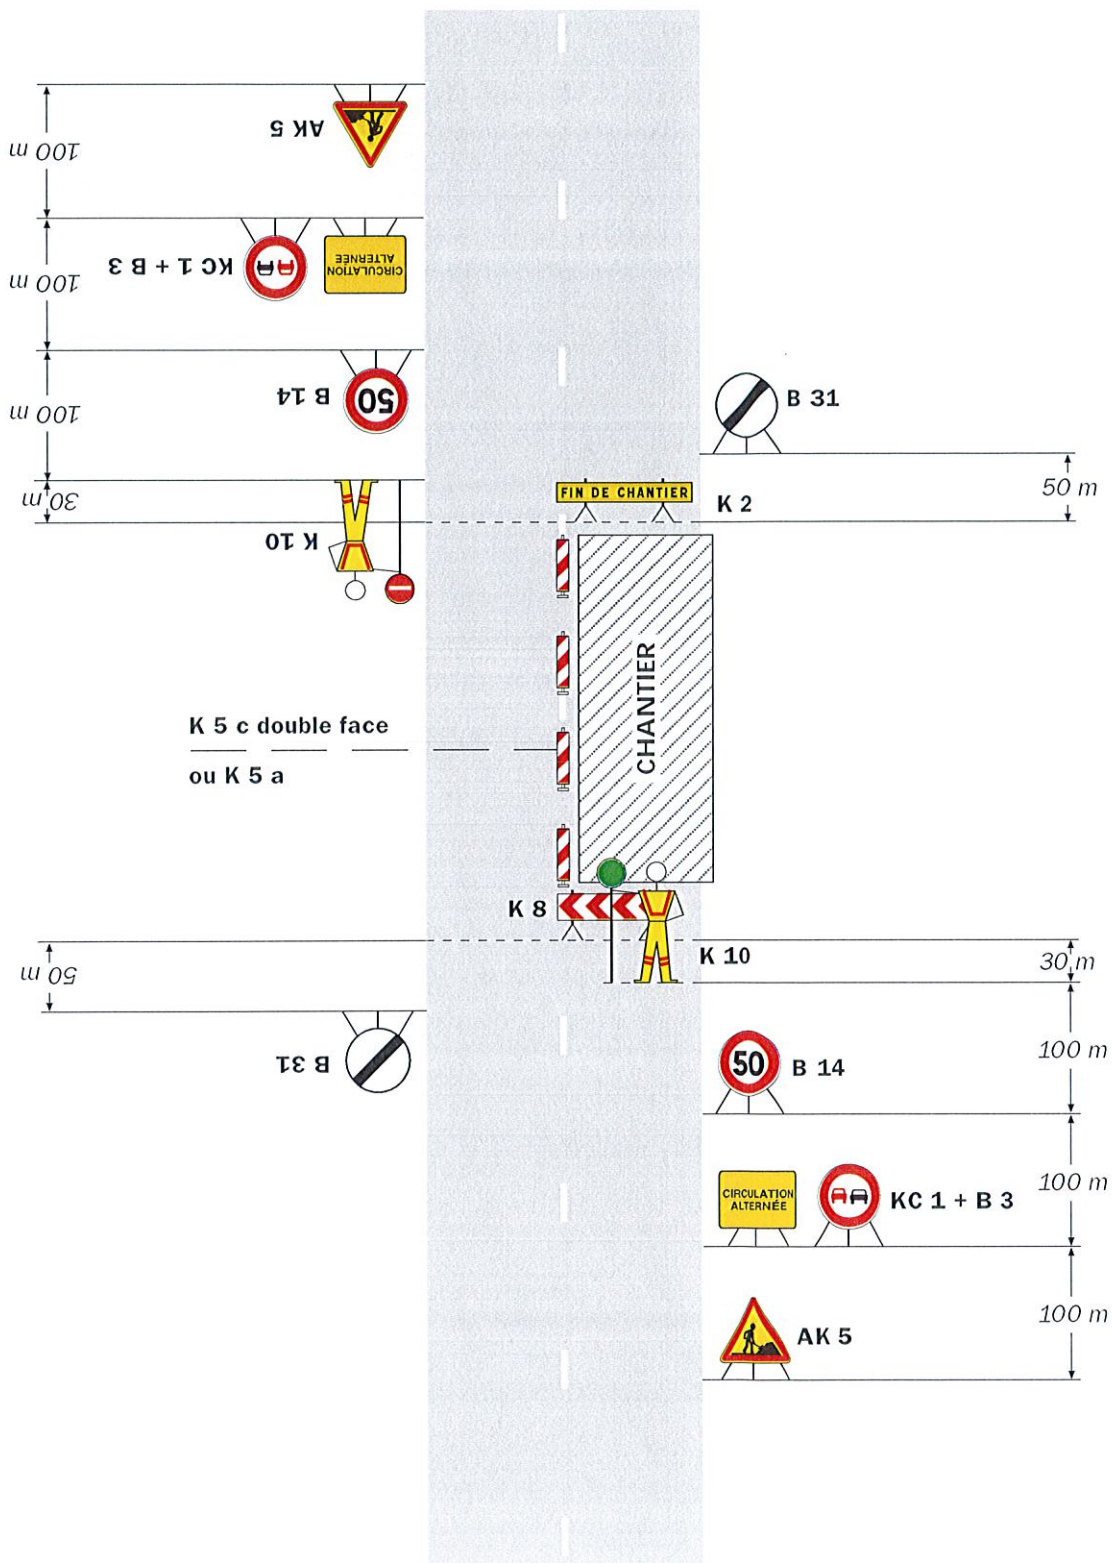 AK 5
100 m
CIRCULATION
ALTERNÉE
KC 1 + B 3
100 m
50
B 14
100 m
B 31
50 m
30 m
FIN DE CHANTIER
K 2
K 10
CHANTIER
K 5 c double face
ou K 5 a
K 8
K 10
30 m
50 m
B 31
50
B 14
100 m
CIRCULATION
ALTERNÉE
KC 1 + B 3
100 m
AK 5
100 m